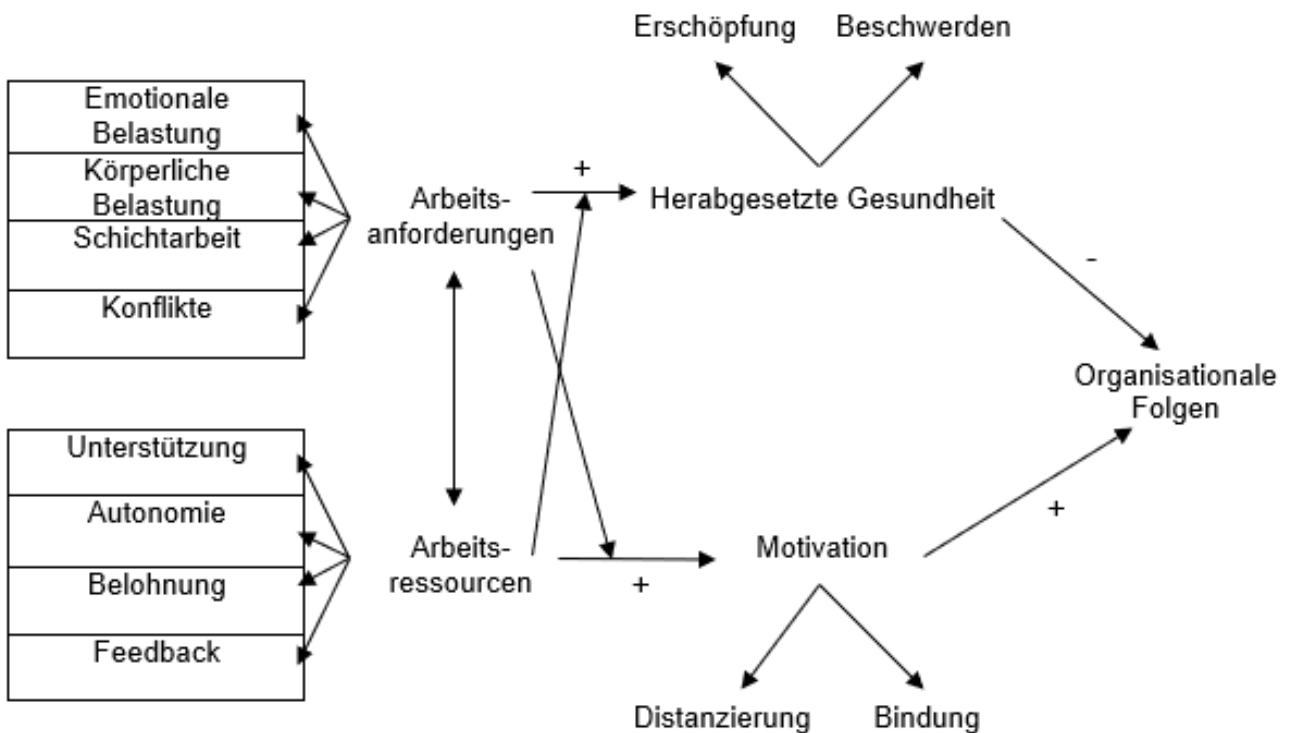 Erschöpfung Beschwerden
Emotionale
Belastung
Körperliche
Belastung
Schichtarbeit
Konflikte
Arbeits-
anforderungen
+
Herabgesetzte Gesundheit
-
Organisationale
Folgen
Unterstützung
Autonomie
Belohnung
Feedback
Arbeits-
ressourcen
+
Motivation
+
Distanzierung Bindung